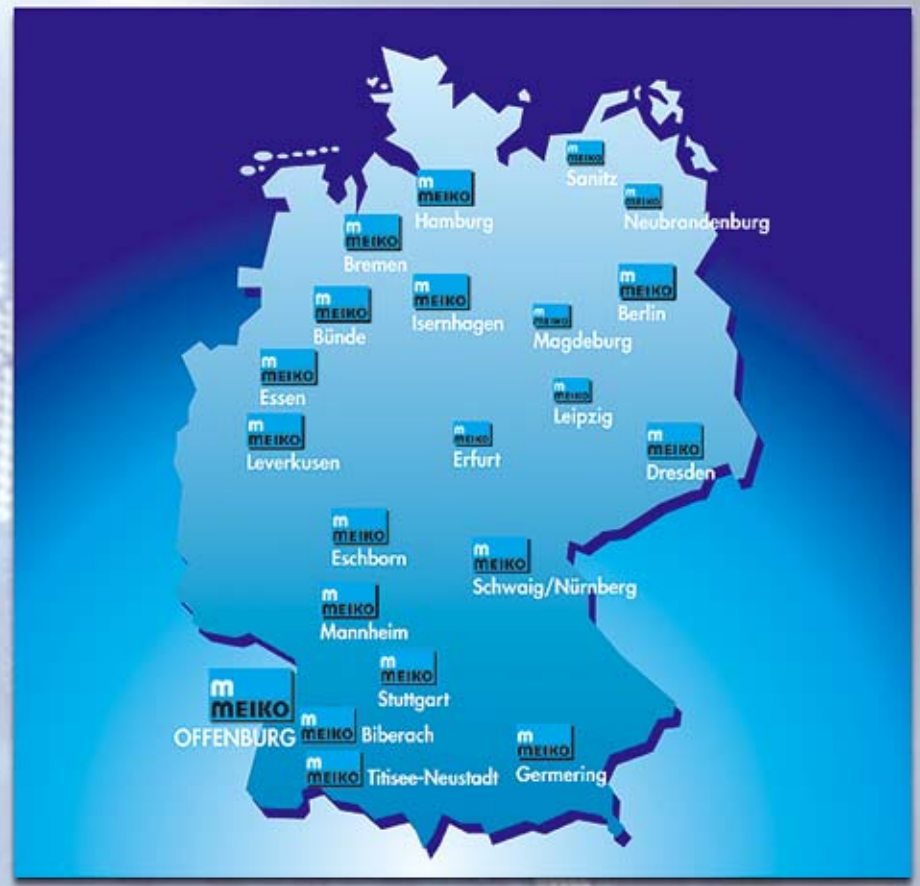 m
MEIKO
Sanitz
m
MEIKO
Hamburg
m
MEIKO
Neubrandenburg
m
MEIKO
Bremen
m
MEIKO
Berlin
m
MEIKO
Isernhagen
m
MEIKO
Bünde
m
MEIKO
Magdeburg
m
MEIKO
Essen
m
MEIKO
Leipzig
m
MEIKO
Leverkusen
m
MEIKO
Erfurt
m
MEIKO
Dresden
m
MEIKO
Eschborn
m
MEIKO
Schwaig/Nürnberg
m
MEIKO
Mannheim
m
MEIKO
Stuttgart
m
MEIKO
OFFENBURG
m
MEIKO Biberach
m
MEIKO
Germering
m
MEIKO Titisee-Neustadt